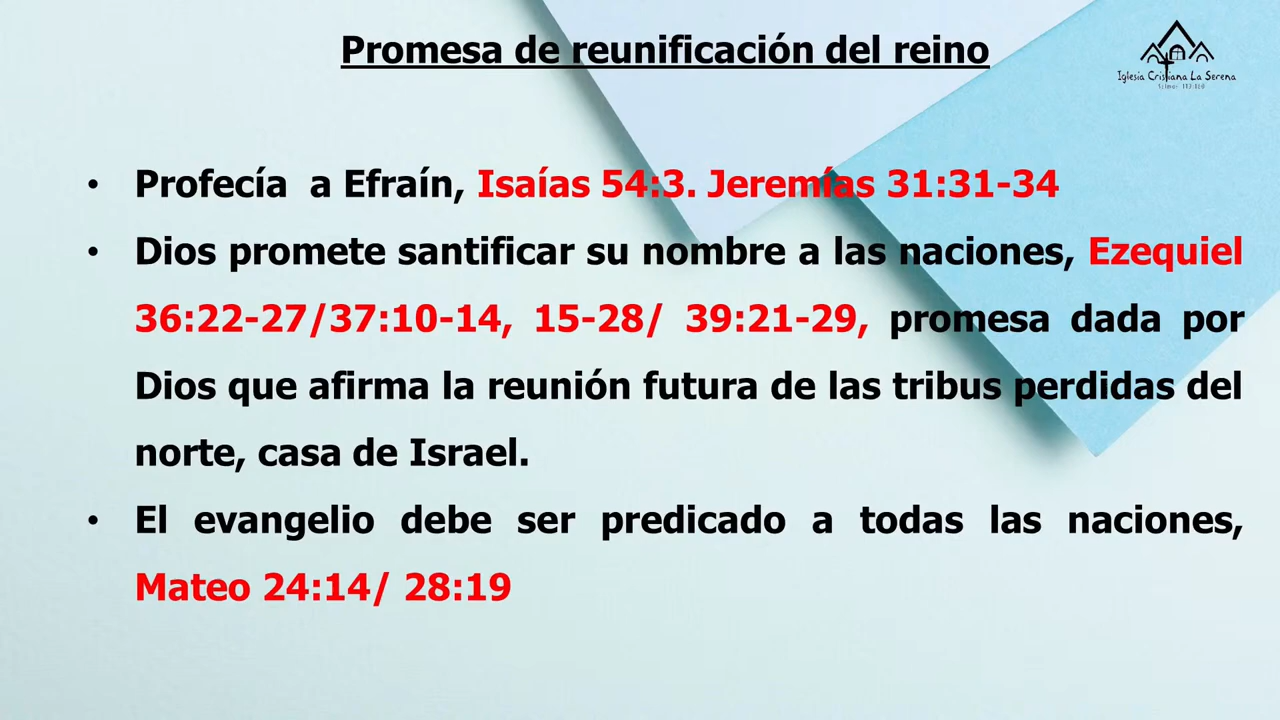 Promesa de reunificación del reino
Iglesia Cristiana La Serena
• Profecía a Efraín, Isaías 54:3. Jeremías 31:31-34
• Dios promete santificar su nombre a las naciones, Ezequiel
36:22-27/37:10-14, 15-28/ 39:21-29, promesa dada por
Dios que afirma la reunión futura de las tribus perdidas del
norte, casa de Israel.
• El evangelio debe ser predicado a todas las naciones,
Mateo 24:14/ 28:19